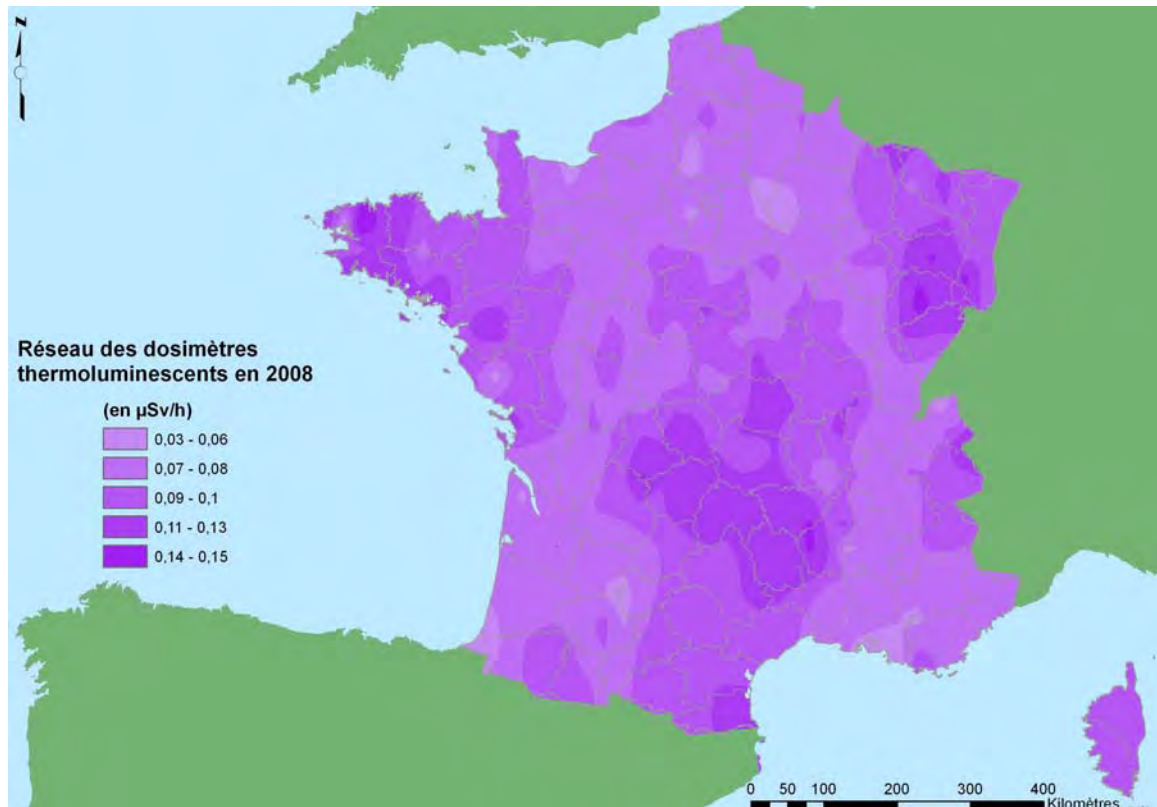 z
Réseau des dosimètres
thermoluminescents en 2008
(en µSv/h)
0,03 - 0,06
0,07 - 0,08
0,09 - 0,1
0,11 - 0,13
0,14 - 0,15
0 50 100 200 300 400
Kilomètres